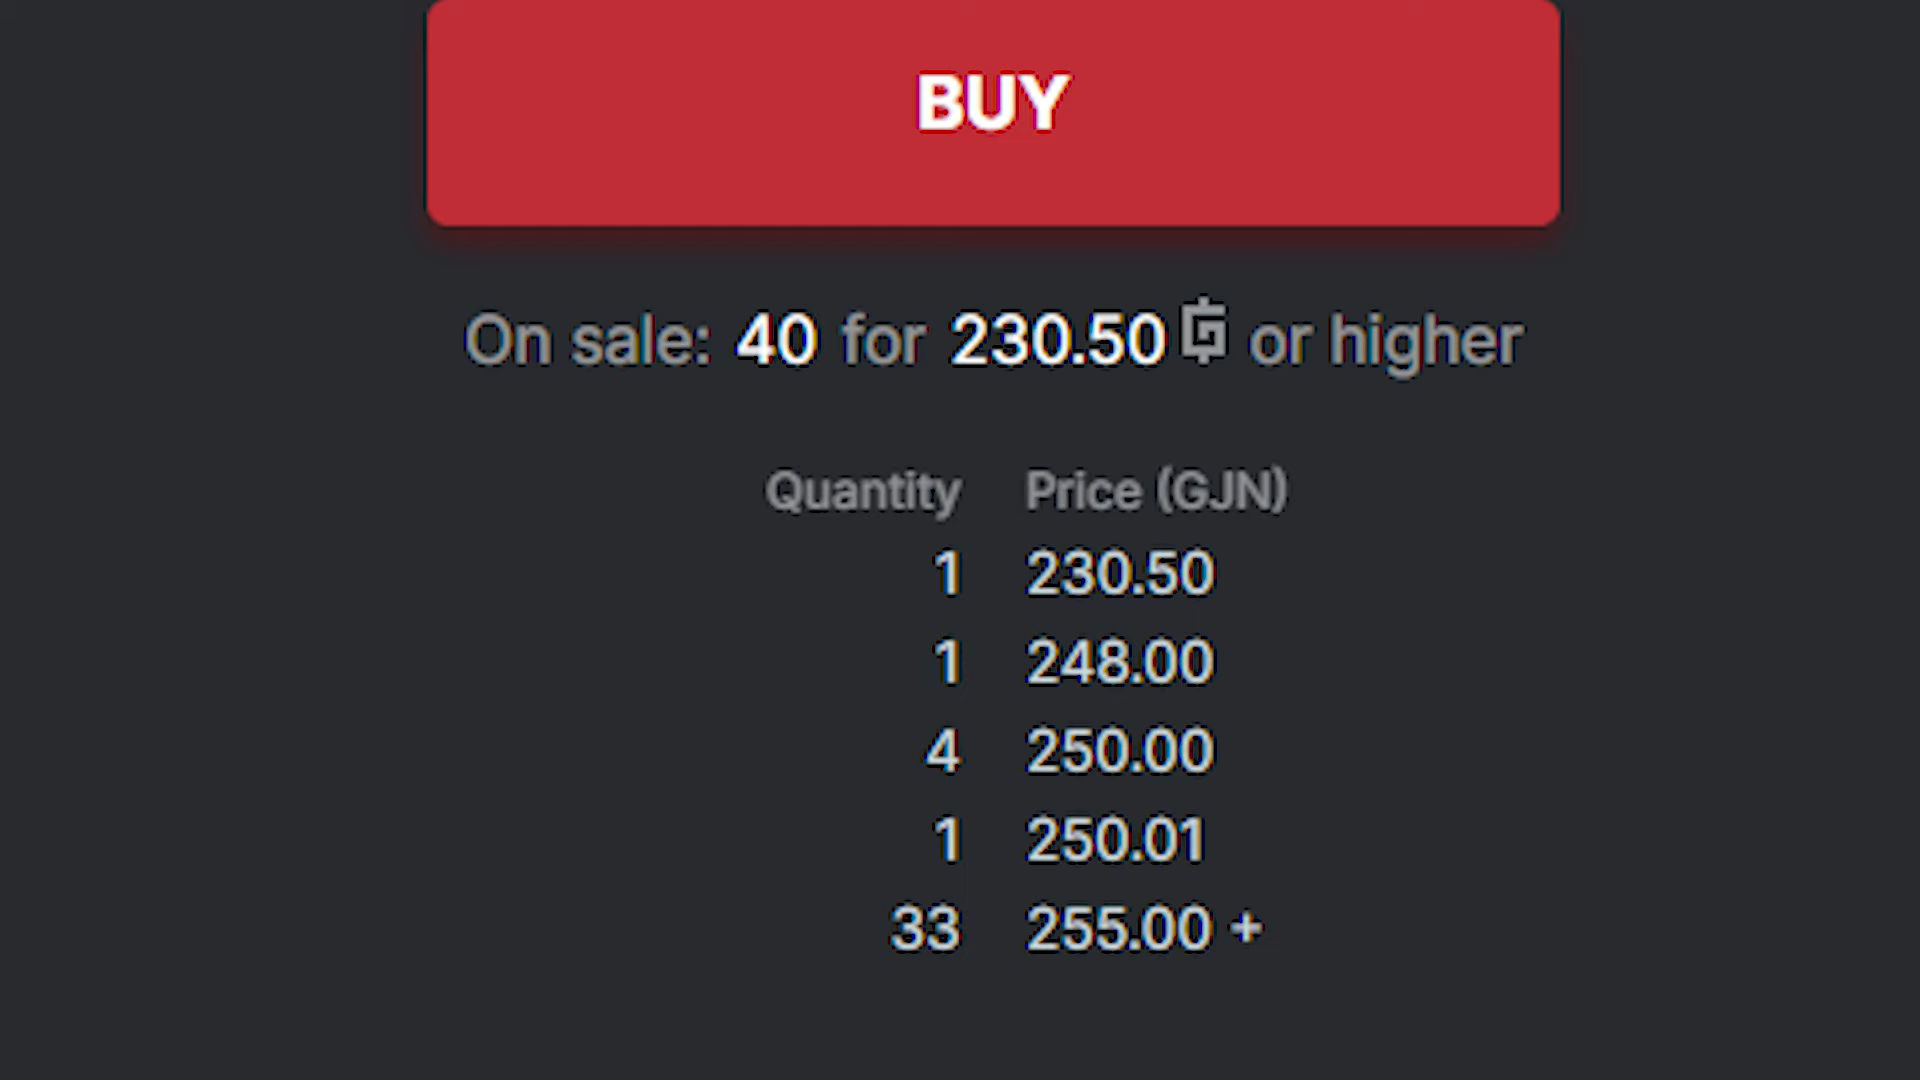 BUY
On sale: 40 for 230.50 or higher
Quantity Price (GJN)
1 230.50
1 248.00
4 250.00
1 250.01
33 255.00 +